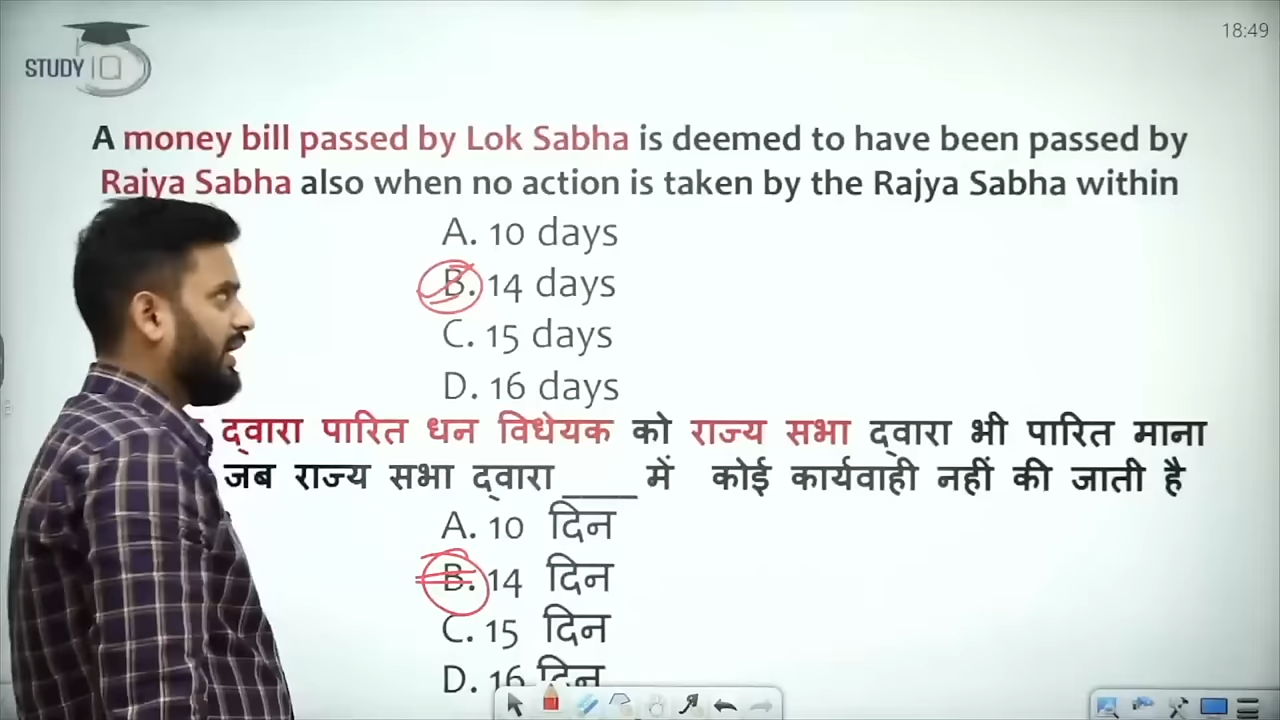 18:49
STUDY IQ
A money bill passed by Lok Sabha is deemed to have been passed by
Rajya Sabha also when no action is taken by the Rajya Sabha within
A. 10 days
B. 14 days
C. 15 days
D. 16 days
द्वारा पारित धन विधेयक को राज्य सभा द्वारा भी पारित माना
जब राज्य सभा द्वारा ____ में कोई कार्यवाही नहीं की जाती है
A. 10 दिन
B. 14 दिन
C. 15 दिन
D. 16 दिन